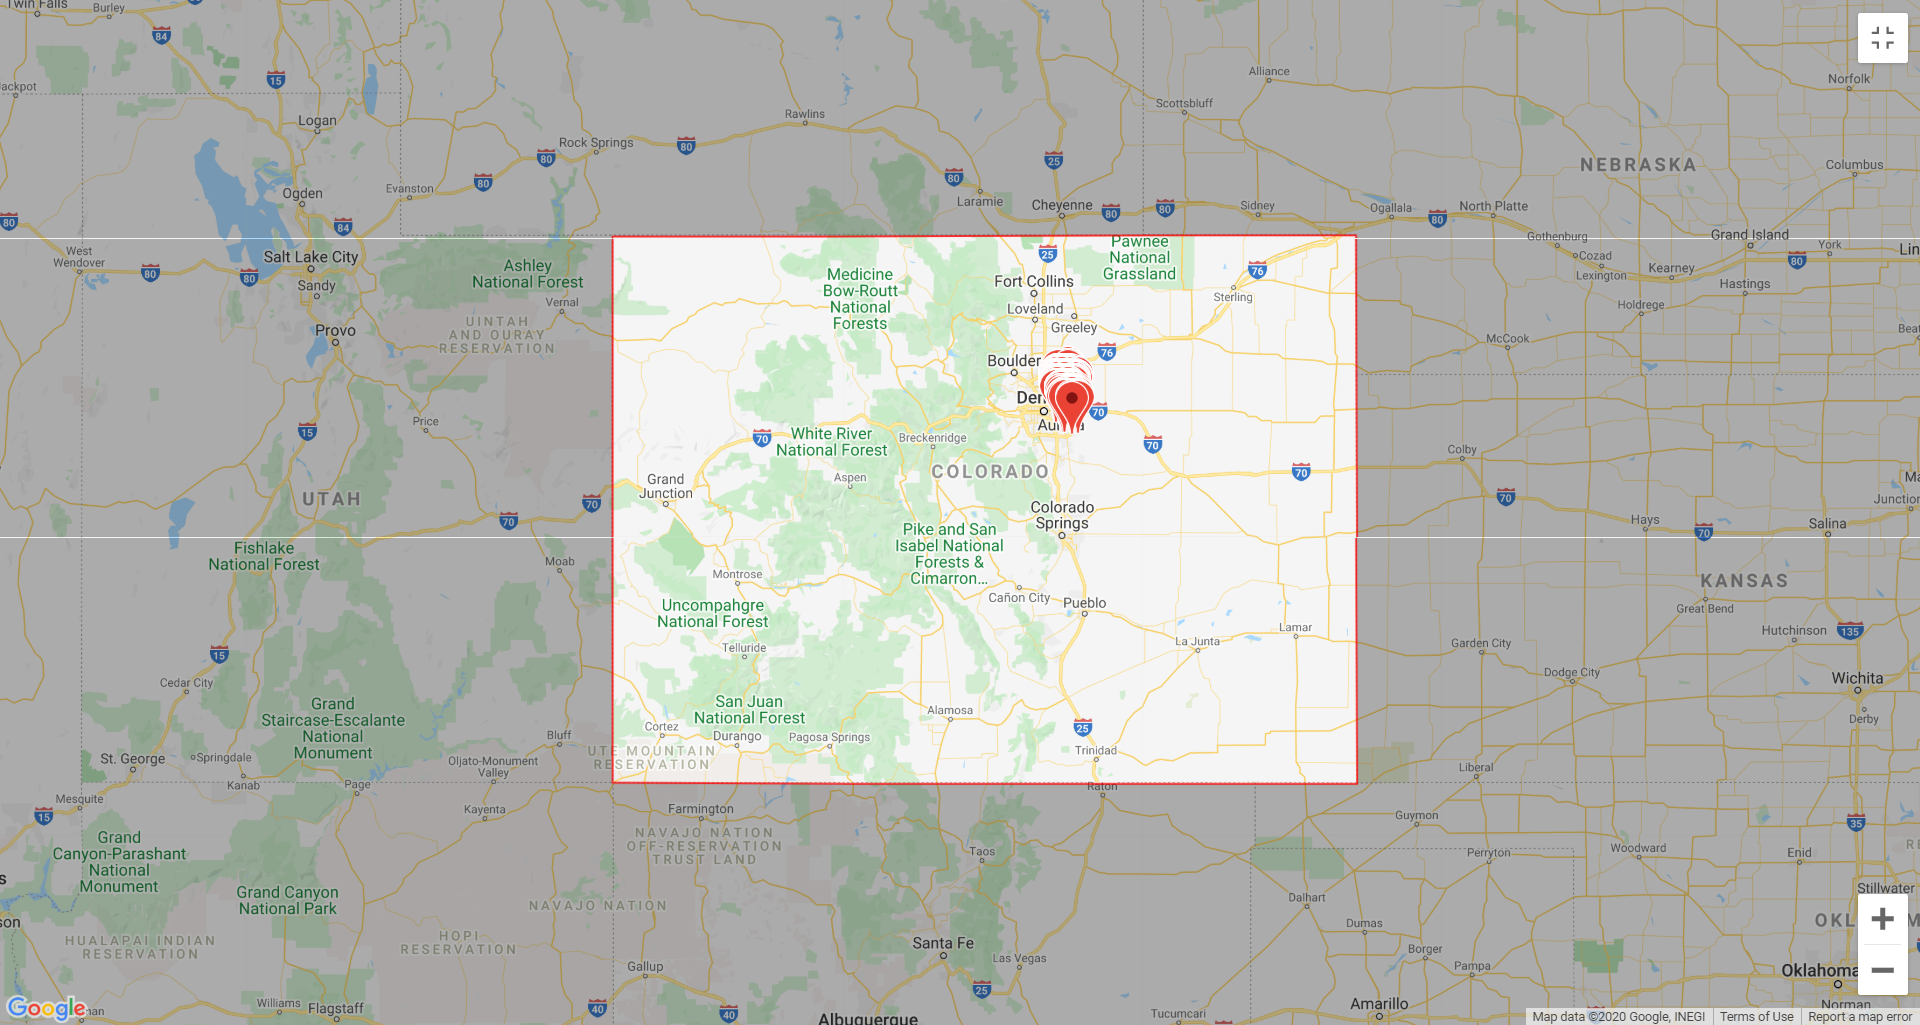 Twin Falls
Burley
84
15
Jackpot
Logan
Rock Springs
Rawlins
80
80
80
25
80
Alliance
Scottsbluff
Norfolk
NEBRASKA
Columbus
Evanston
Ogden
84
80
Laramie
Cheyenne
80
80
Sidney
Ogallala
80
North Platte
West
Wendover
80
80
Salt Lake City
Sandy
Ashley
National Forest
Vernal
Gothenburg
Cozad
Lexington
Kearney
Grand Island
80
York
Hastings
Holdrege
Provo
UINTAH
AND OURAY
RESERVATION
Medicine
Bow-Routt
National
Forests
25
Pawnee
National
Grassland
76
Fort Collins
Sterling
Loveland
Greeley
76
Boulder
70
McCook
15
Price
70
White River
National Forest
Breckenridge
70
70
Colby
UTAH
70
70
Grand
Junction
Aspen
COLORADO
Colorado
Springs
70
Hays
70
Salina
Junction
Fishlake
National Forest
Moab
Pike and San
Isabel National
Forests &
Cimarron...
Montrose
Cañon City
Pueblo
KANSAS
Great Bend
Uncompahgre
National Forest
La Junta
Lamar
Garden City
Hutchinson
135
15
Telluride
Cedar City
Dodge City
Wichita
Derby
Grand
Staircase-Escalante
National
Monument
San Juan
National Forest
Alamosa
25
Cortez
Durango
Pagosa Springs
Bluff
UTE MOUNTAIN
RESERVATION
Trinidad
St. George
Springdale
Kanab
Oljato-Monument
Valley
Page
Liberal
Raton
Mesquite
15
Kayenta
Farmington
Guymon
35
NAVAJO NATION
OFF-RESERVATION
TRUST LAND
Grand
Canyon-Parashant
National
Monument
Taos
Perryton
Woodward
Enid
Grand Canyon
National Park
NAVAJO NATION
Dalhart
Stillwater
HUALAPAI INDIAN
RESERVATION
HOPI
RESERVATION
Santa Fe
Las Vegas
Dumas
Borger
Pampa
Gallup
25
Oklahoma
Williams
Flagstaff
40
40
Albuquerque
Tucumcari
Amarillo
Norman
Google
Map data ©2020 Google, INEGI
Terms of Use
Report a map error